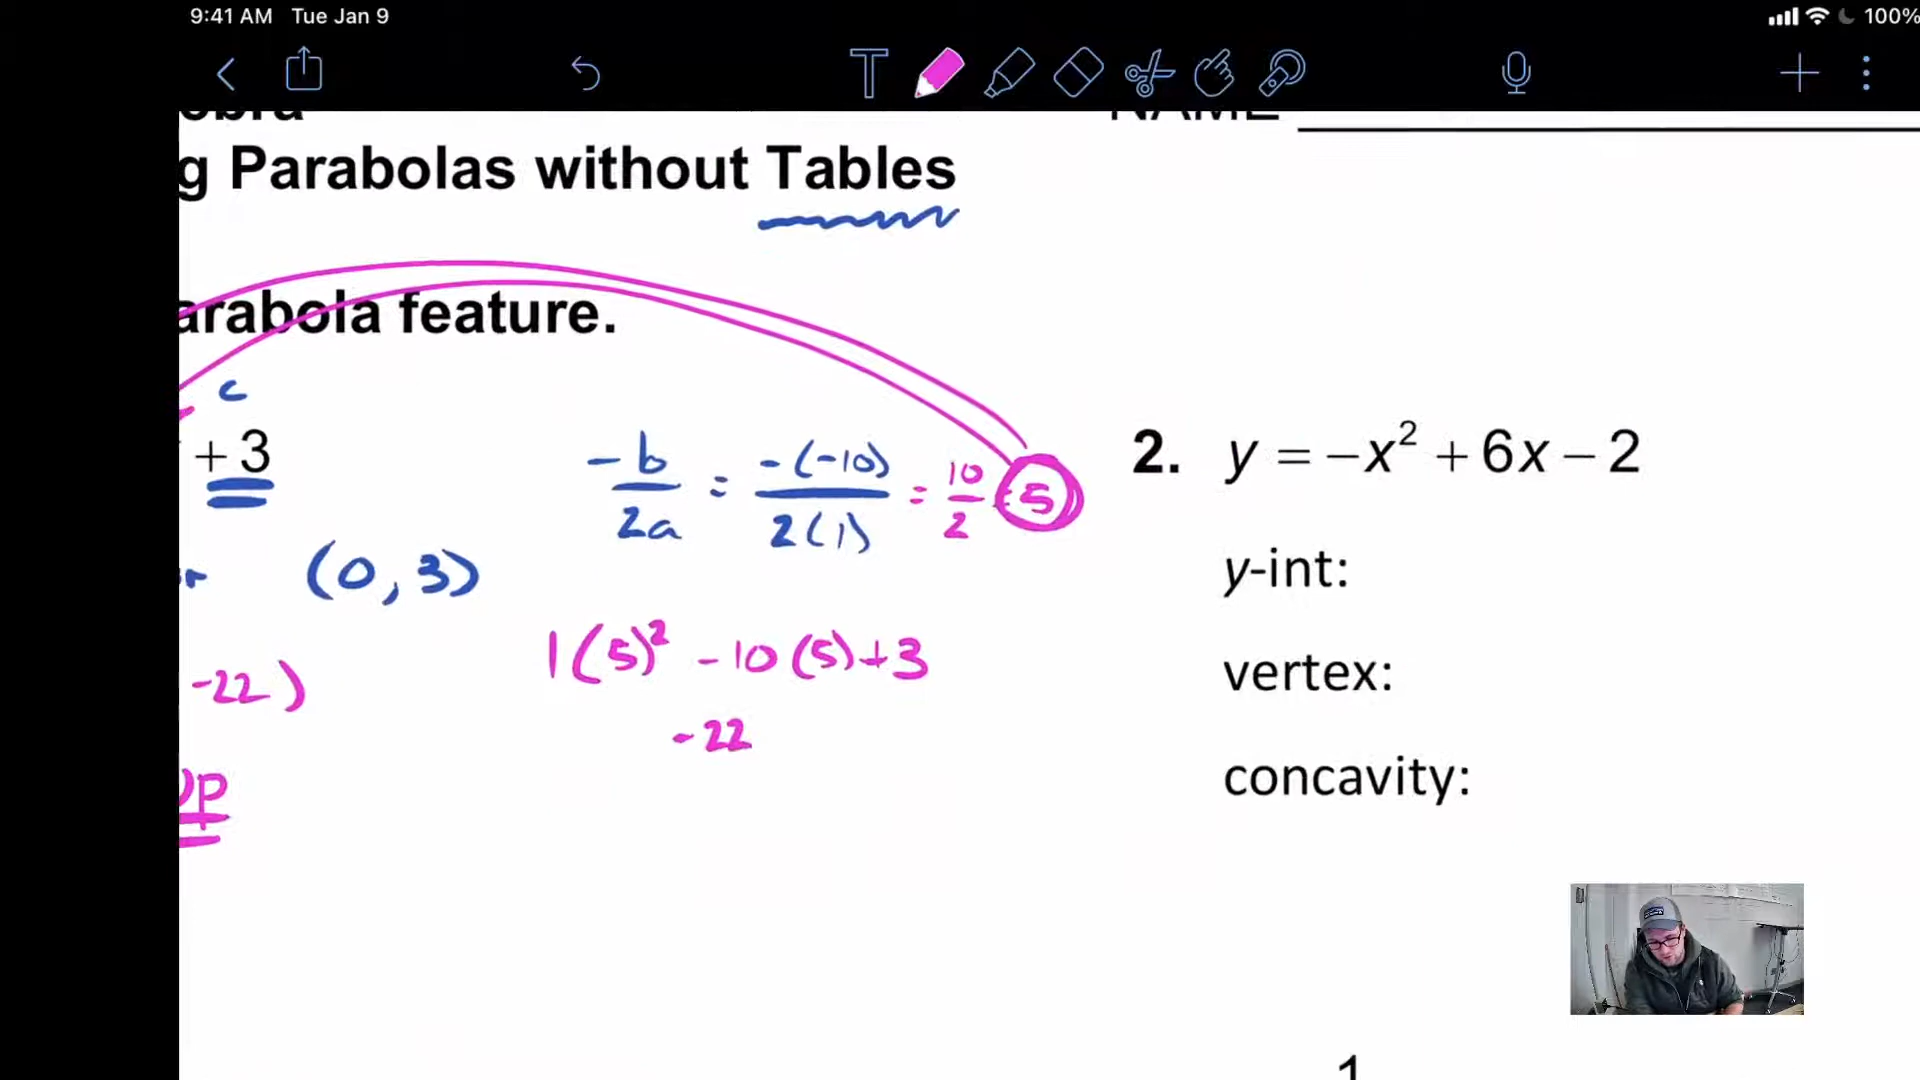 9:41 AM Tue Jan 9 100%
NAME
g Parabolas without Tables
arabola feature.
c
+ 3
-b/2a = -(-10)/2(1) = 10/2 = 5
(0, 3)
1(5)² - 10(5) + 3
-22)
-22
UP
2. y = −x² + 6x − 2
y-int:
vertex:
concavity:
1